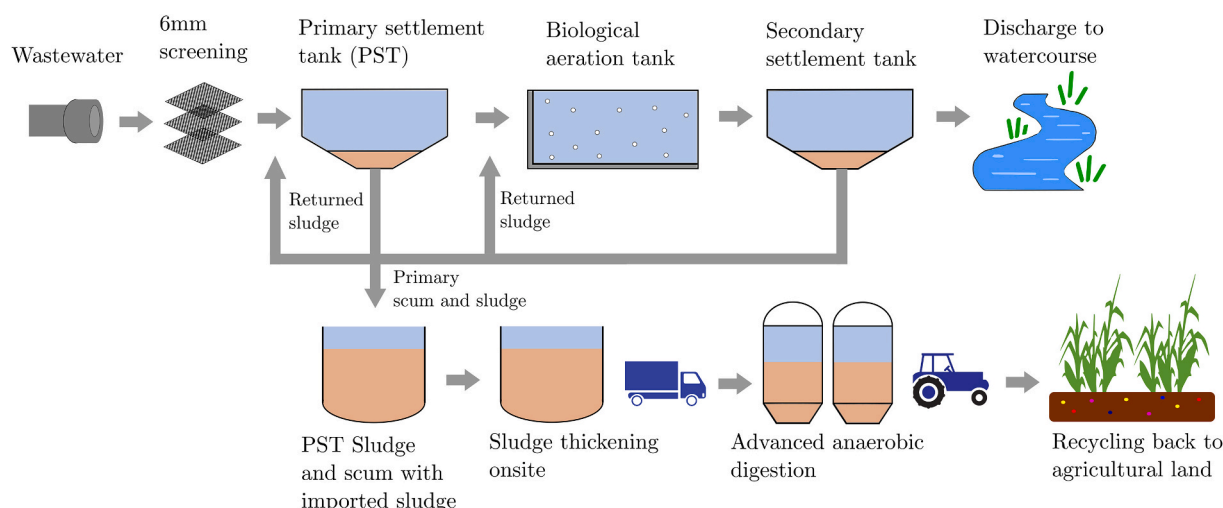 Wastewater
6mm
screening
Primary settlement
tank (PST)
Biological
aeration tank
Secondary
settlement tank
Discharge to
watercourse
Returned
sludge
Returned
sludge
Primary
scum and sludge
PST Sludge
and scum with
imported sludge
Sludge thickening
onsite
Advanced anaerobic
digestion
Recycling back to
agricultural land